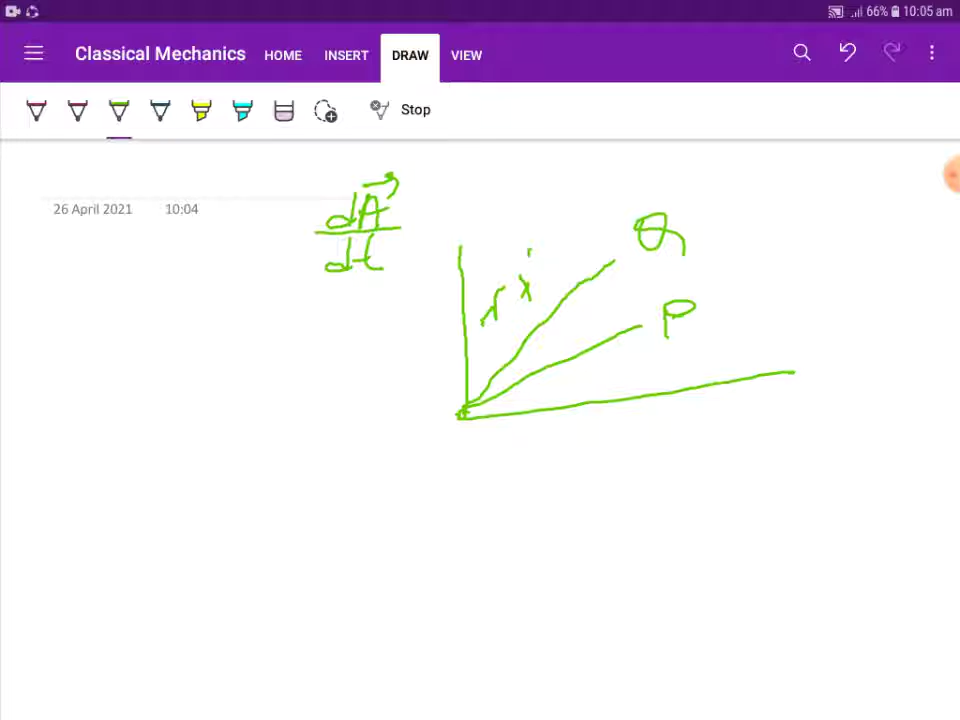 66% 10:05 am
Classical Mechanics HOME INSERT DRAW VIEW
Stop
26 April 2021 10:04
dA
dt
Q
r
P